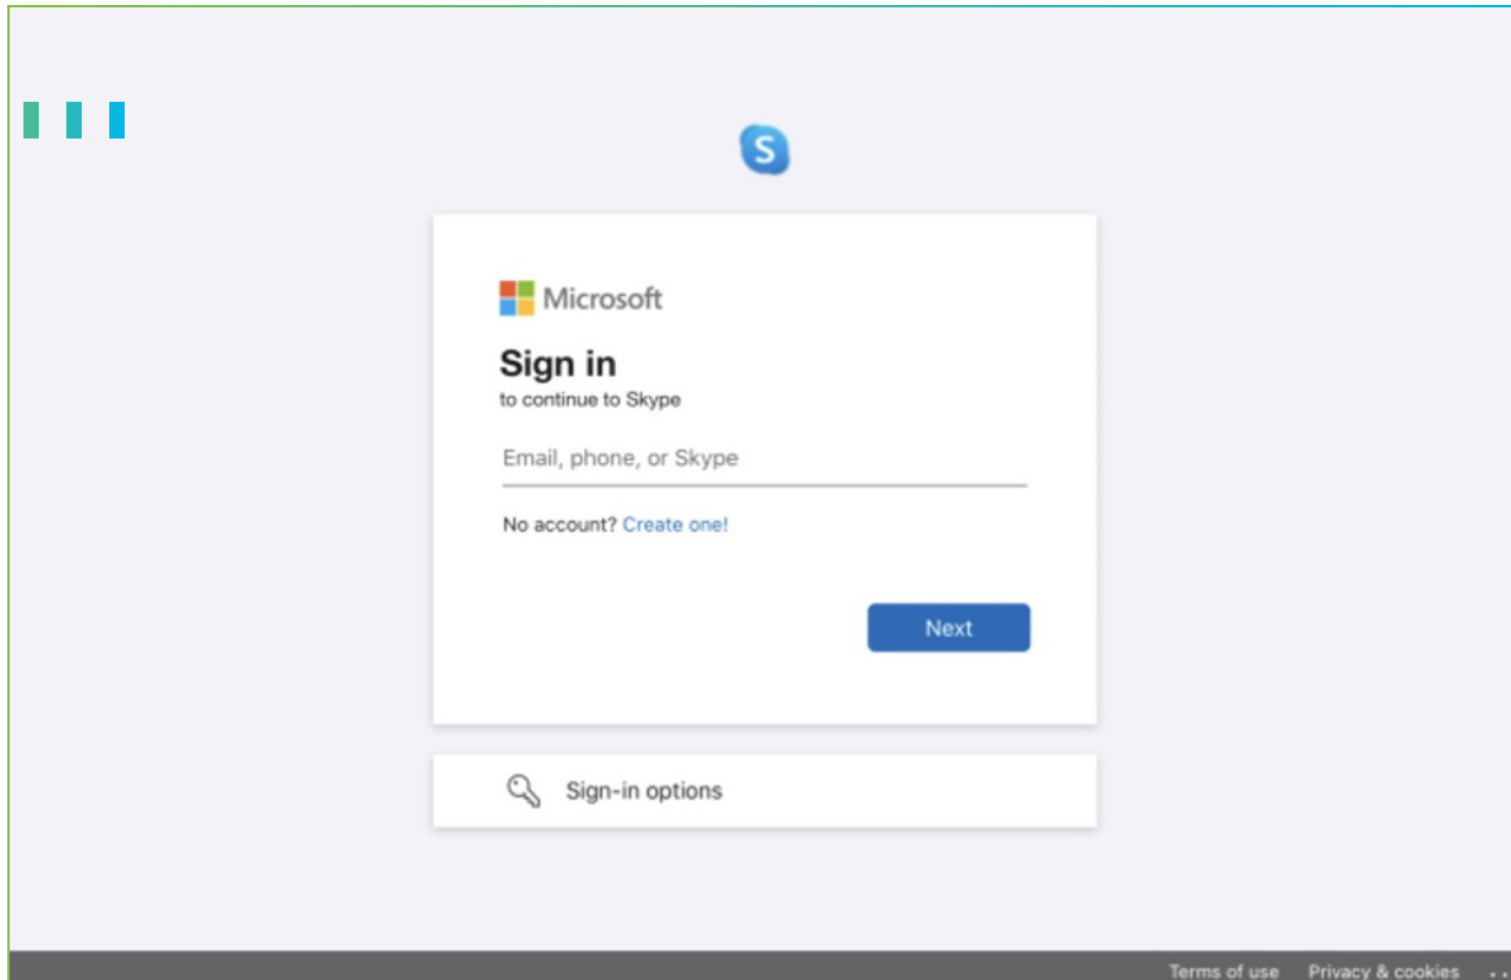 S
Microsoft
Sign in
to continue to Skype
Email, phone, or Skype
No account? Create one!
Next
Sign-in options
Terms of use Privacy & cookies